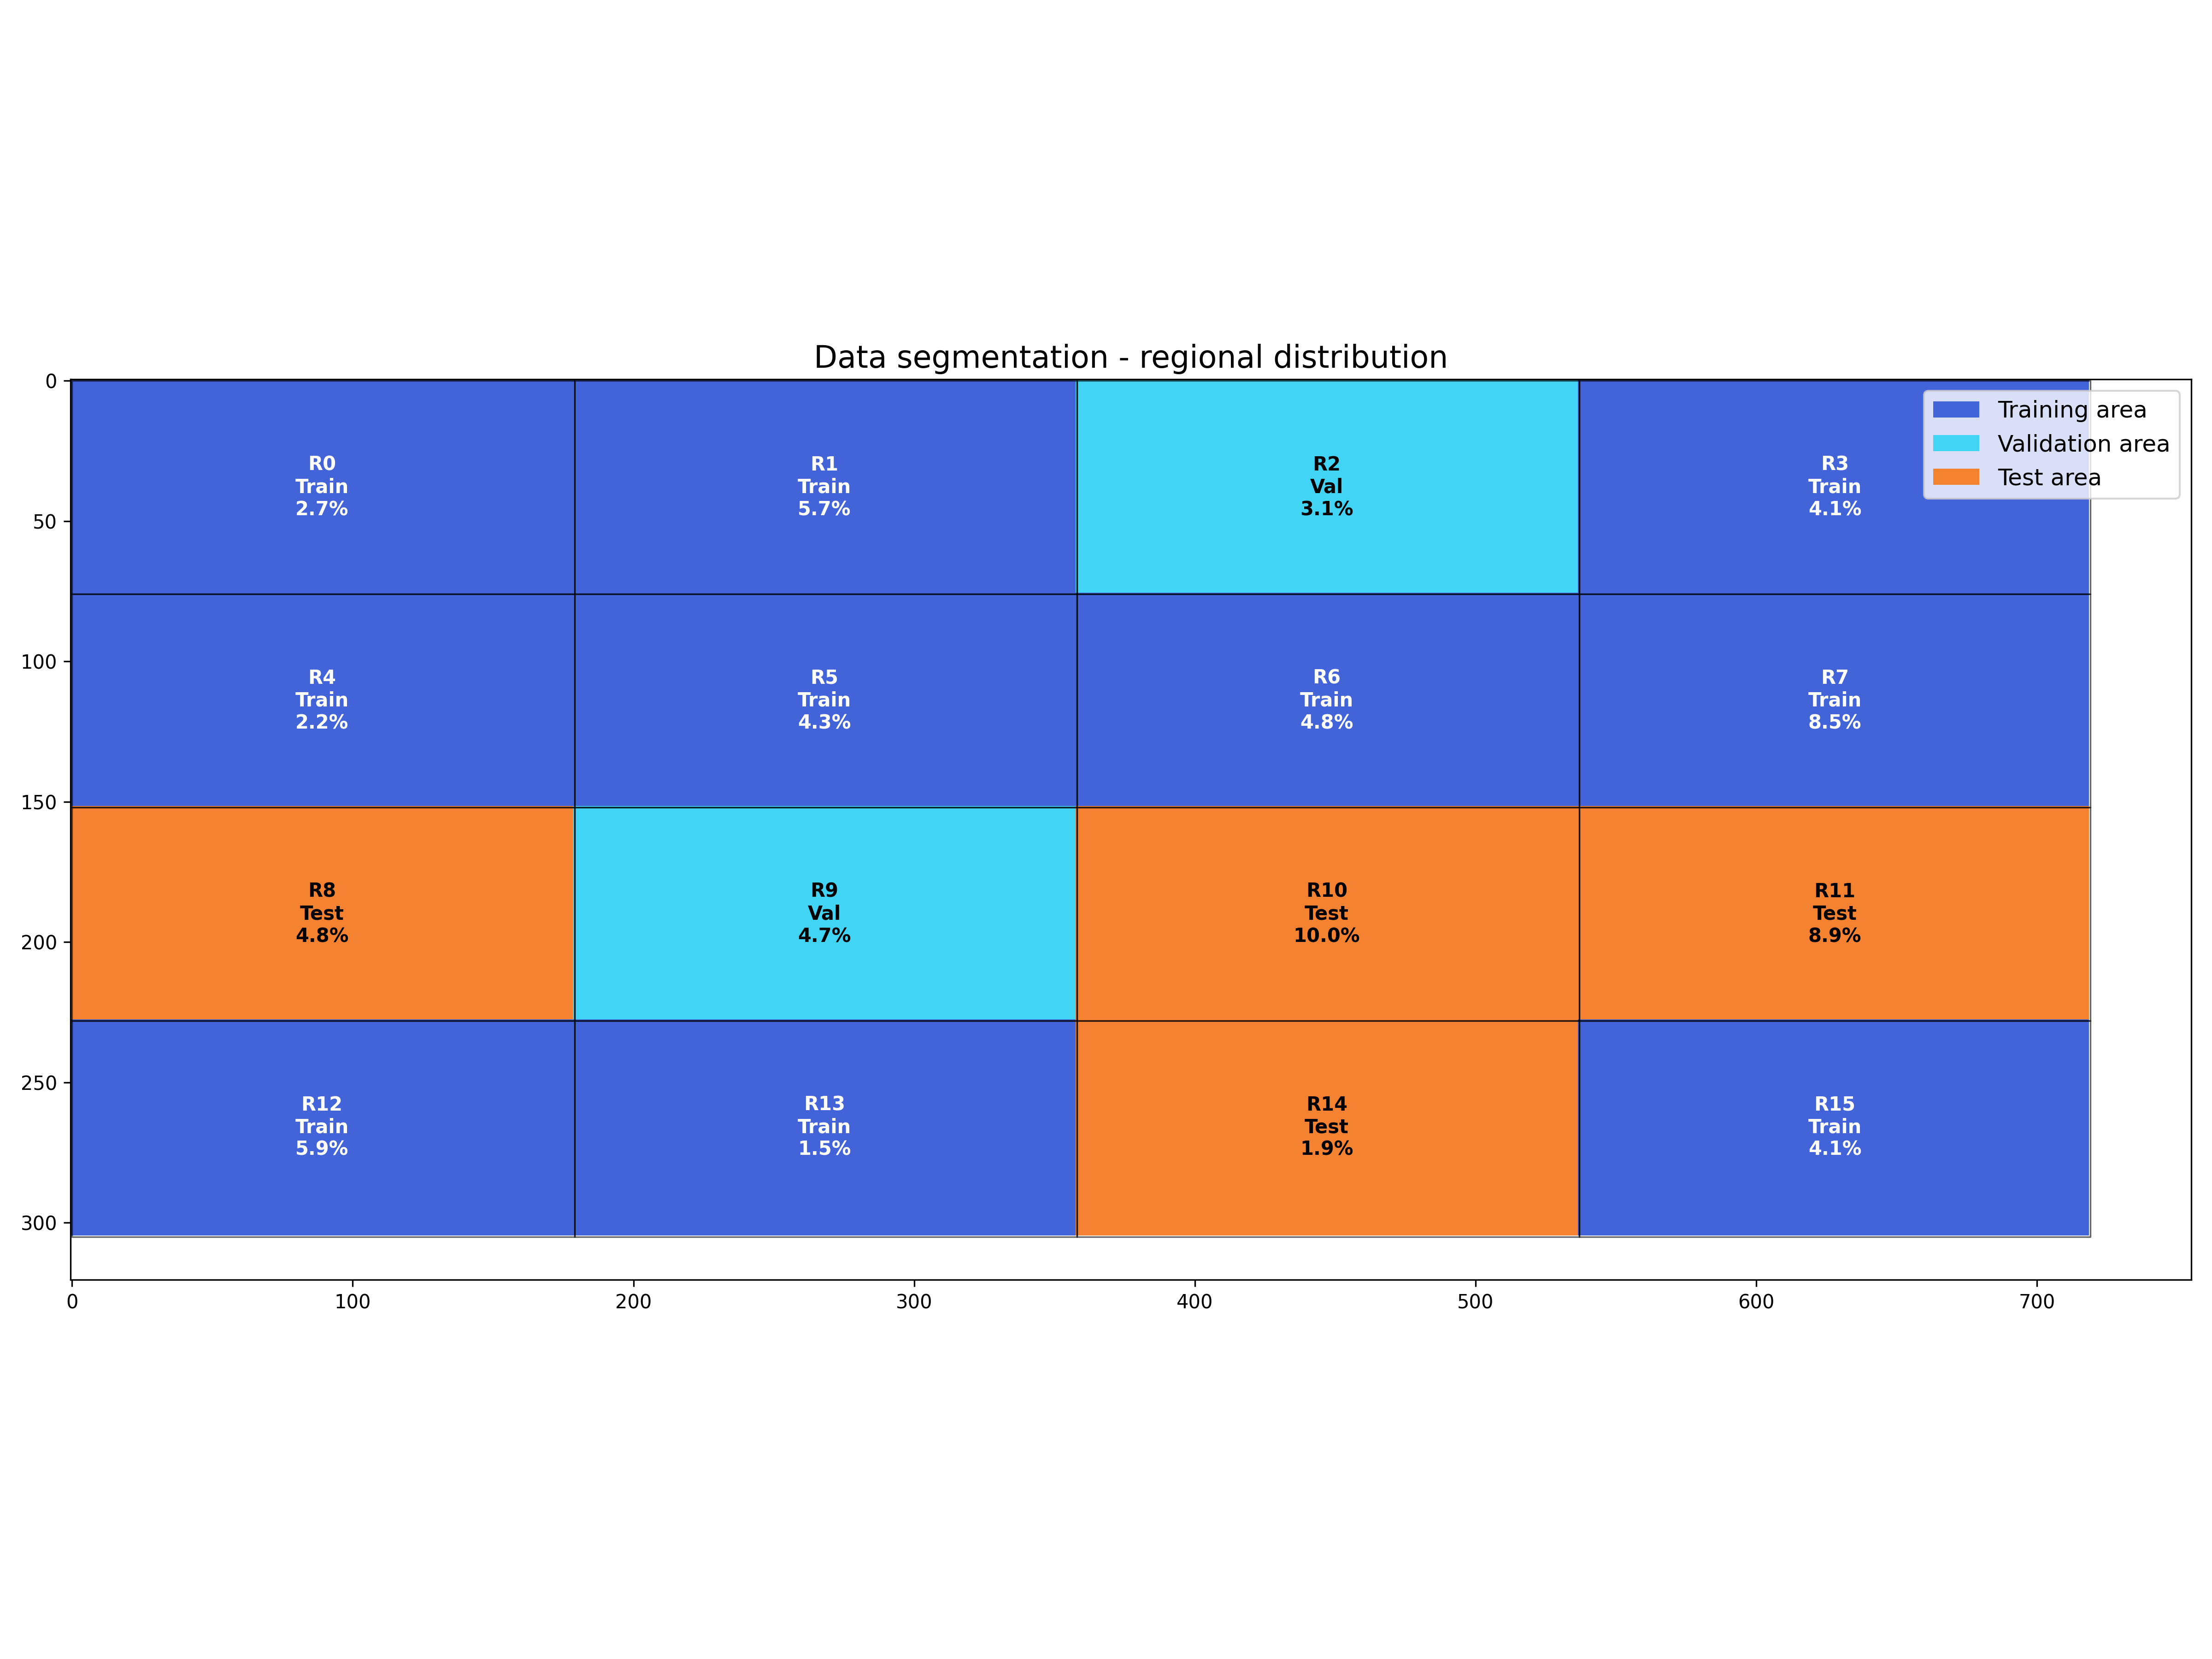 Data segmentation - regional distribution
Training area
Validation area
Test area
0
50
100
150
200
250
300
R0
Train
2.7%
R1
Train
5.7%
R2
Val
3.1%
R3
Train
4.1%
R4
Train
2.2%
R5
Train
4.3%
R6
Train
4.8%
R7
Train
8.5%
R8
Test
4.8%
R9
Val
4.7%
R10
Test
10.0%
R11
Test
8.9%
R12
Train
5.9%
R13
Train
1.5%
R14
Test
1.9%
R15
Train
4.1%
0
100
200
300
400
500
600
700